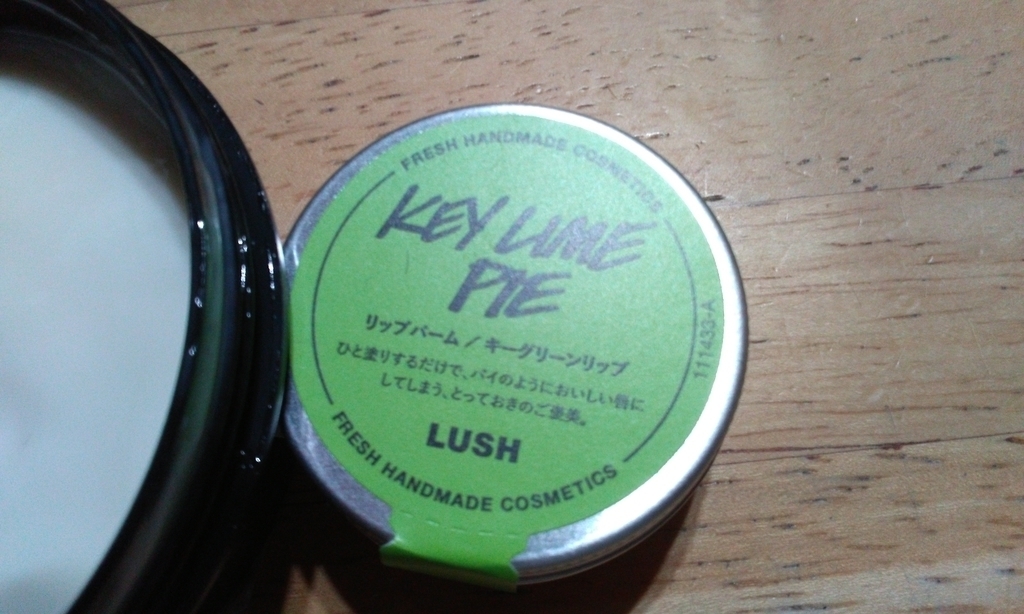 FRESH HANDMADE COSMETICS
KEY LIME
PIE
リップバーム / キーグリーンリップ
ひと塗りするだけで、パイのようにおいしい唇に
してしまう、とっておきのご褒美。
LUSH
FRESH HANDMADE COSMETICS
111433-A